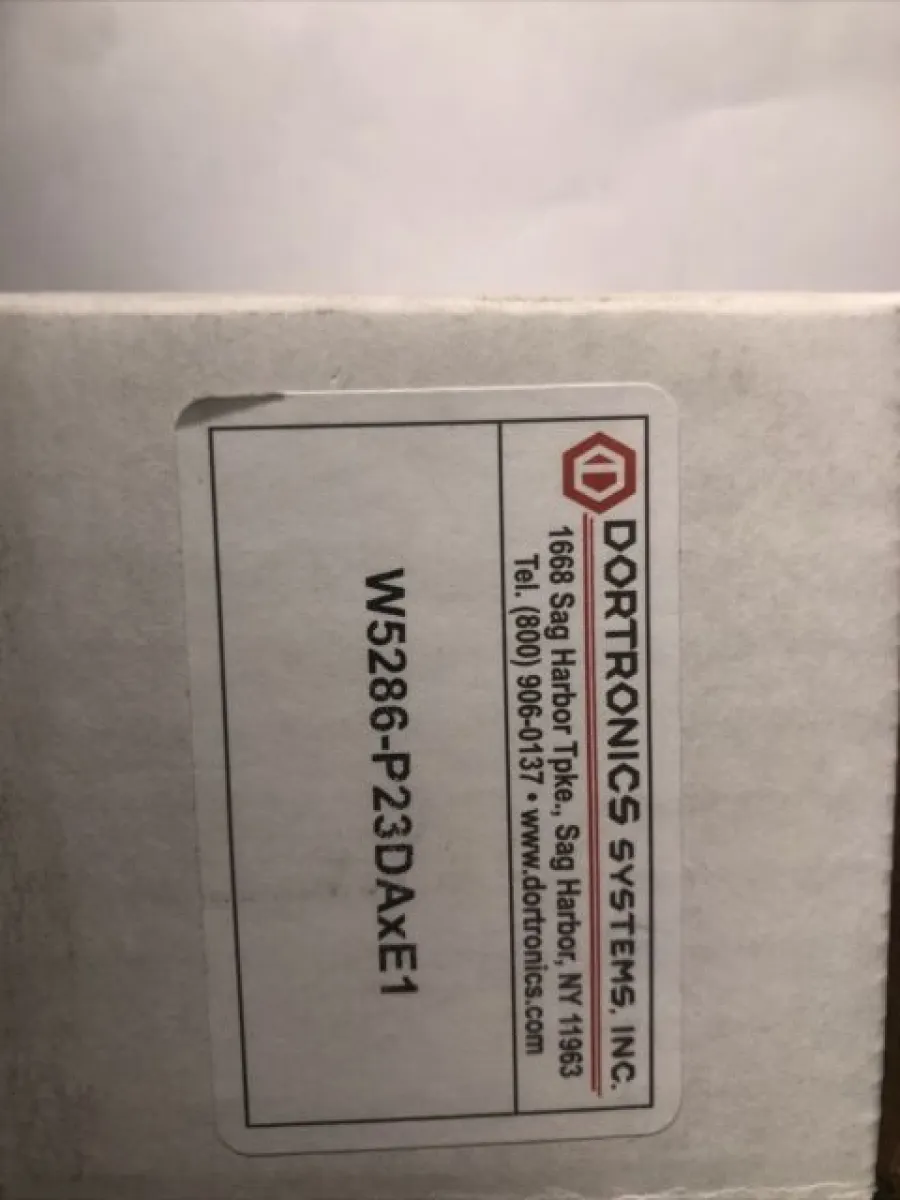 DORTRONICS SYSTEMS, INC.
1668 Sag Harbor Tpke., Sag Harbor, NY 11963
Tel. (800) 906-0137 • www.dortronics.com
W5286-P23DAxE1